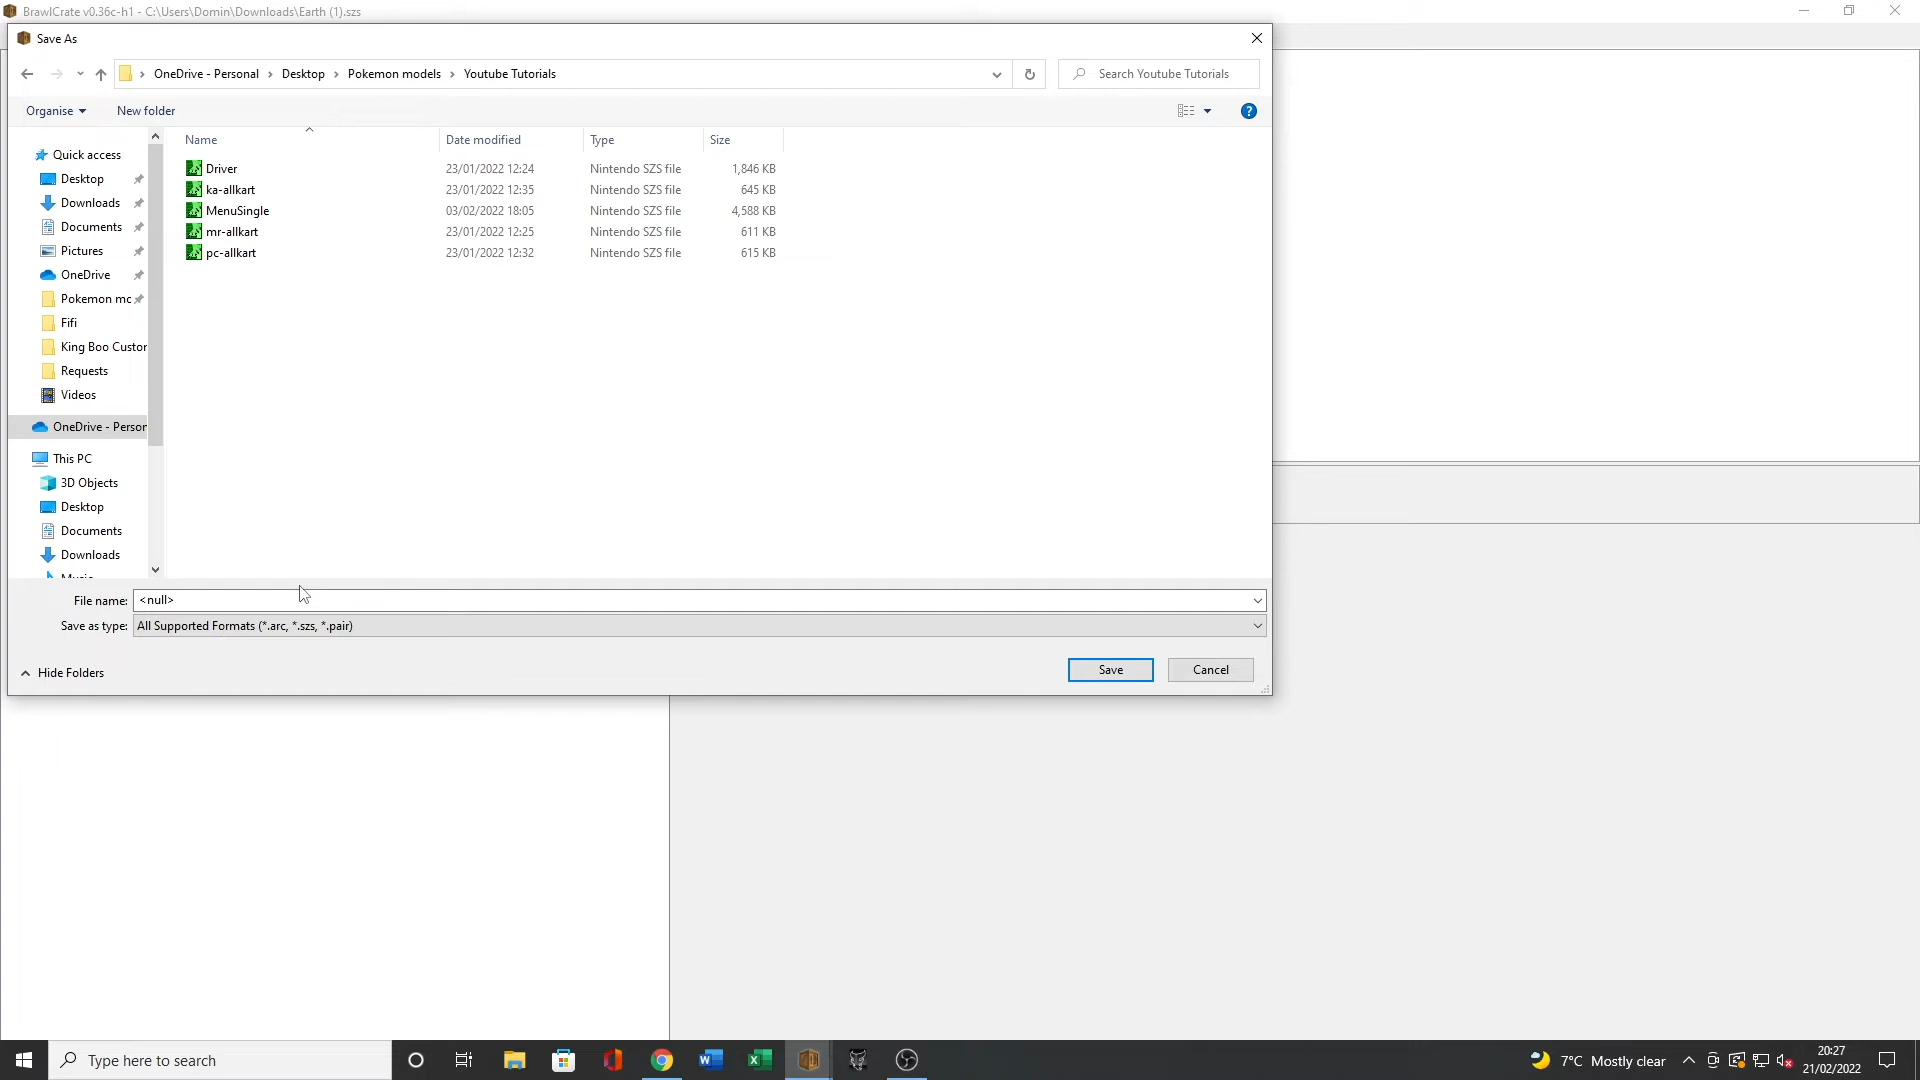 BrawlCrate v0.36c-h1 - C:\Users\Domin\Downloads\Earth (1).szs
Save As
OneDrive - Personal > Desktop > Pokemon models > Youtube Tutorials
Search Youtube Tutorials
Organise
New folder
Name Date modified Type Size
Driver 23/01/2022 12:24 Nintendo SZS file 1,846 KB
ka-allkart 23/01/2022 12:35 Nintendo SZS file 645 KB
MenuSingle 03/02/2022 18:05 Nintendo SZS file 4,588 KB
mr-allkart 23/01/2022 12:25 Nintendo SZS file 611 KB
pc-allkart 23/01/2022 12:32 Nintendo SZS file 615 KB
Quick access
Desktop
Downloads
Documents
Pictures
OneDrive
Pokemon mc
Fifi
King Boo Custor
Requests
Videos
OneDrive - Person
This PC
3D Objects
Desktop
Documents
Downloads
Music
File name: <null>
Save as type: All Supported Formats (*.arc, *.szs, *.pair)
Hide Folders
Save
Cancel
Type here to search
7°C Mostly clear
20:27
21/02/2022